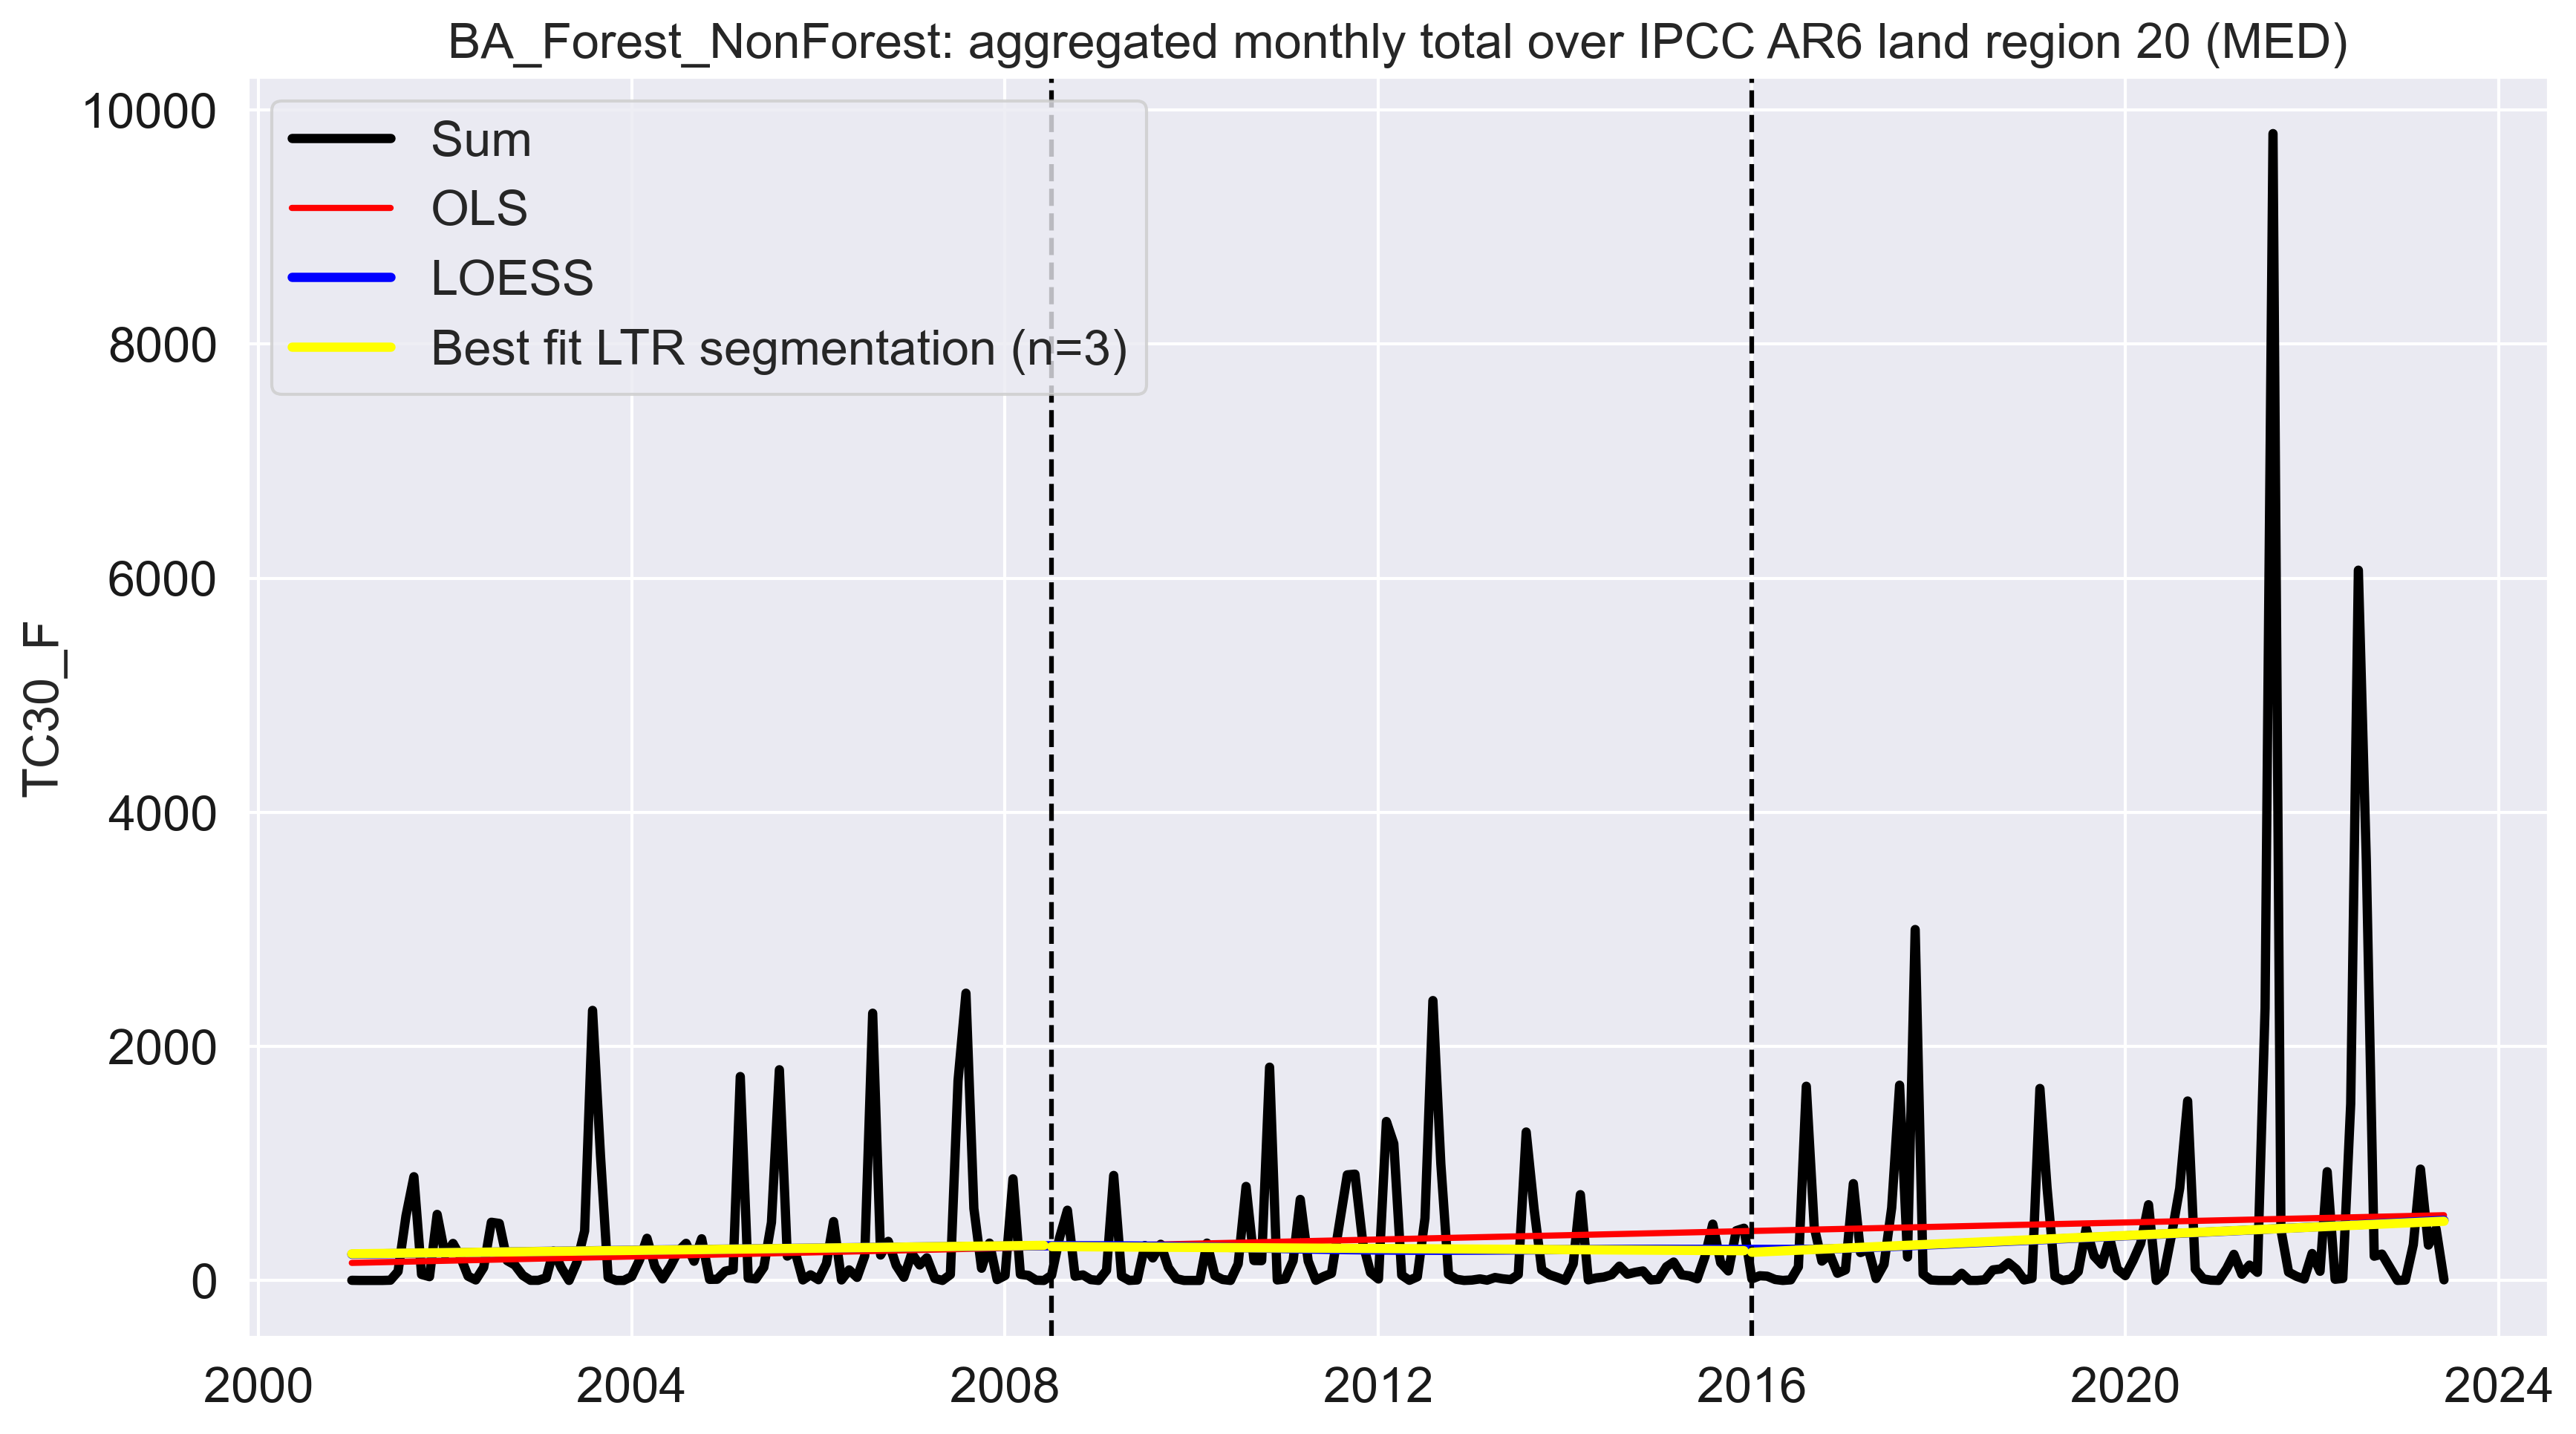 BA_Forest_NonForest: aggregated monthly total over IPCC AR6 land region 20 (MED)
10000
8000
6000
4000
2000
0
TC30_F
Sum
OLS
LOESS
Best fit LTR segmentation (n=3)
2000 2004 2008 2012 2016 2020 2024